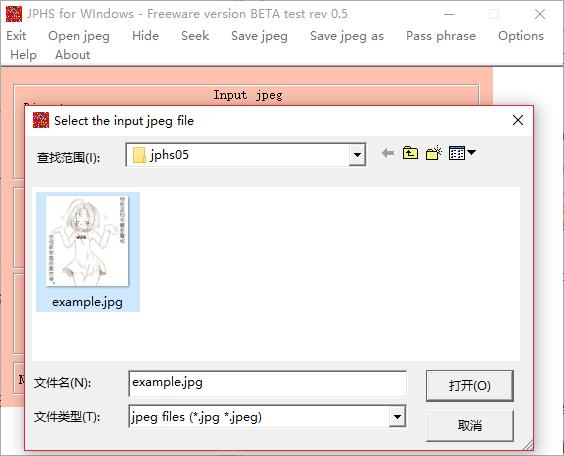 JPHS for WIndows - Freeware version BETA test rev 0.5
Exit Open jpeg Hide Seek Save jpeg Save jpeg as Pass phrase Options
Help About
Input jpeg
Select the input jpeg file
查找范围(I):
jphs05
example.jpg
文件名(N):
example.jpg
打开(O)
文件类型(T):
jpeg files (*.jpg *.jpeg)
取消